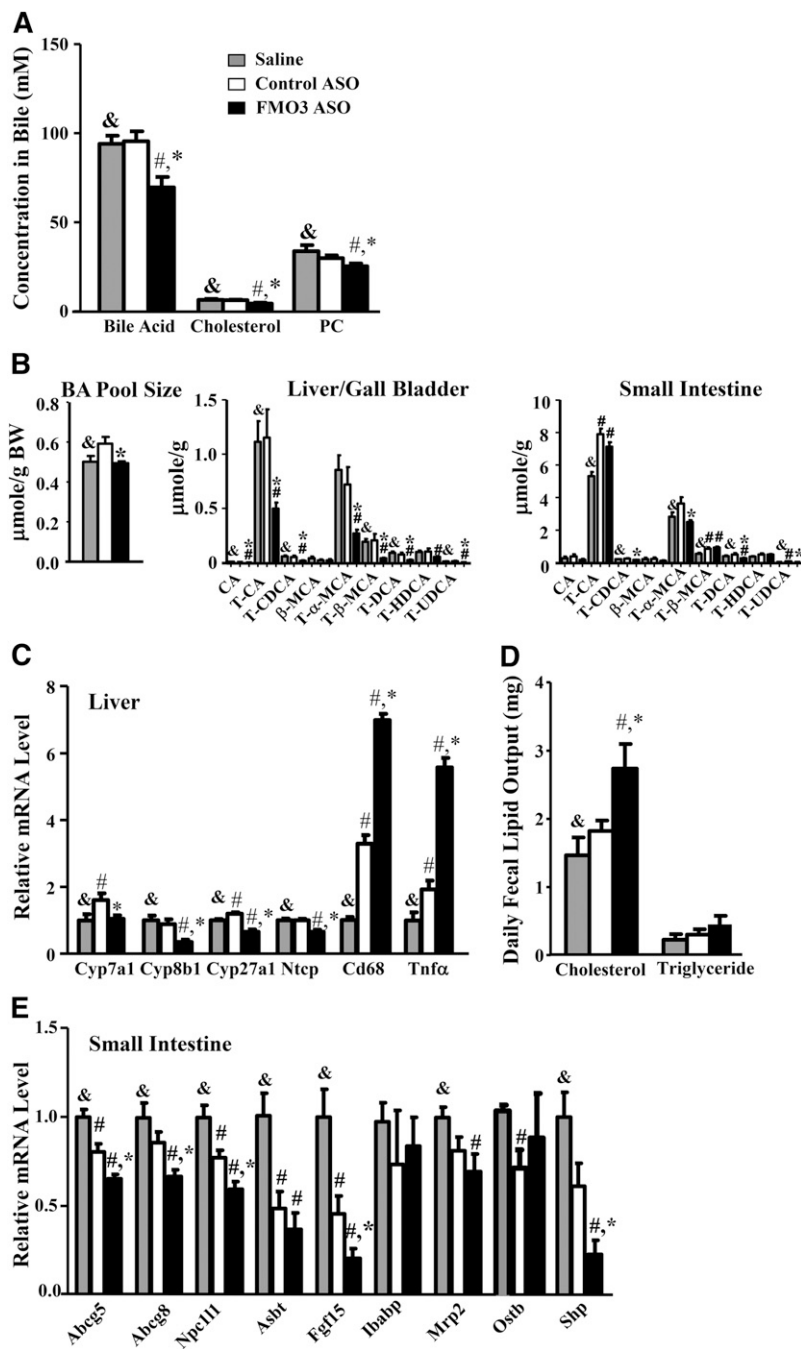 A
Concentration in Bile (mM)
150
100
50
0
Saline
Control ASO
FMO3 ASO
&
#,*
&
#,*
&
#,*
Bile Acid
Cholesterol
PC
B
BA Pool Size
Liver/Gall Bladder
Small Intestine
µmole/g BW
0.8
0.6
0.4
0.2
0.0
&
*
µmole/g
1.5
1.0
0.5
0
&
*
#
&
*
#
&
*
#
&
*
#
&
*
#
&
*
#
&
#
&
*
#
CA
T-CA
T-CDCA
β-MCA
T-α-MCA
T-β-MCA
T-DCA
T-HDCA
T-UDCA
µmole/g
10
8
6
4
2
0
&
#
#
&
*
&
*
&
##
&
*
#
&
#*
CA
T-CA
T-CDCA
β-MCA
T-α-MCA
T-β-MCA
T-DCA
T-HDCA
T-UDCA
C
Liver
Relative mRNA Level
8
6
4
2
0
&
#
*
&
#,*
&
#
#,*
&
#,*
&
#
#,*
&
#
#,*
Cyp7a1
Cyp8b1
Cyp27a1
Ntcp
Cd68
Tnfα
D
Daily Fecal Lipid Output (mg)
4
3
2
1
0
&
#,*
Cholesterol
Triglyceride
E
Small Intestine
Relative mRNA Level
1.5
1.0
0.5
0
&
#
#,*
&
#,*
&
#
#,*
&
#
#
&
#
#,*
&
#
#
&
#,*
Abcg5
Abcg8
Npc1l1
Asbt
Fgf15
Ibabp
Mrp2
Ostb
Shp